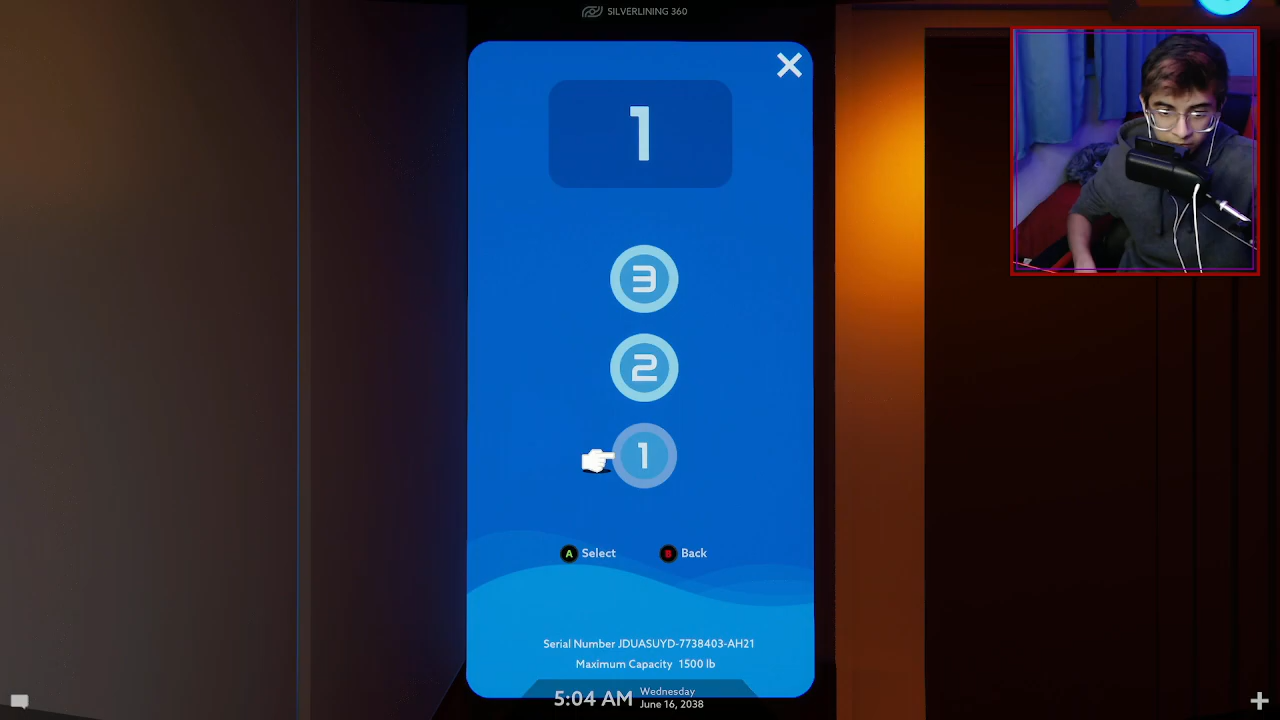 SILVERLINING 360
1
3
2
1
A Select B Back
Serial Number JDUASUYD-7738403-AH21
Maximum Capacity 1500 lb
5:04 AM Wednesday
June 16, 2038